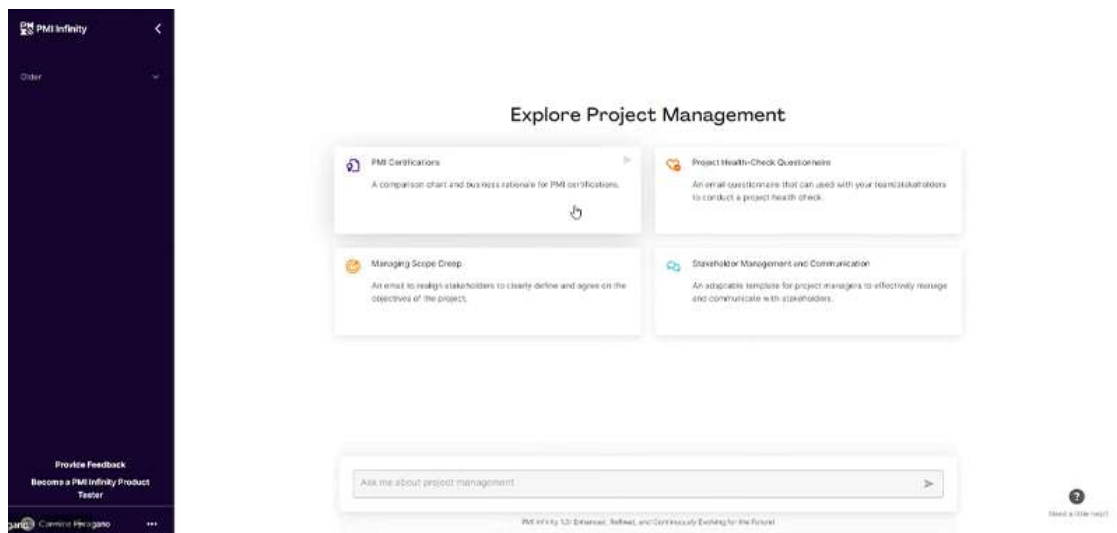 PMI Infinity
Older
Provide Feedback
Become a PMI Infinity Product
Tester
Carmine
Explore Project Management
PMI Certifications
A comparison chart and business rationale for PMI certifications.
Project Health-Check Questionnaire
An email questionnaire that can used with your team/stakeholders
to conduct a project health check.
Managing Scope Creep
An email to realign stakeholders to clearly define and agree on the
objectives of the project.
Stakeholder Management and Communication
An adaptable template for project managers to effectively manage
and communicate with stakeholders.
Ask me about project management
PMI Infinity 1.0: Enhanced, Refined, and Continuously Evolving for the Future!
Need a little help?